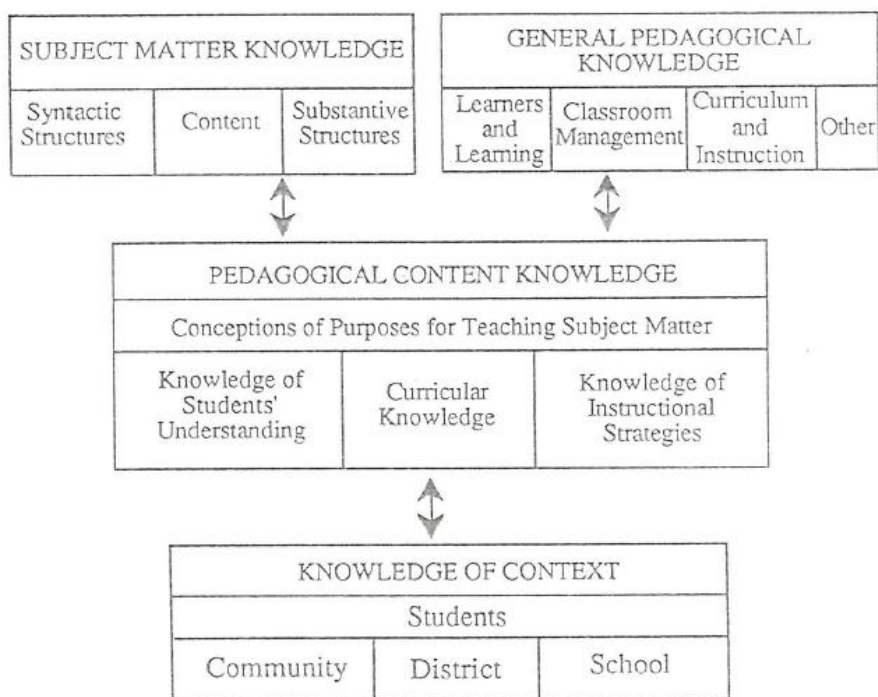 SUBJECT MATTER KNOWLEDGE
Syntactic
Structures
Content
Substantive
Structures
GENERAL PEDAGOGICAL
KNOWLEDGE
Learners
and
Learning
Classroom
Management
Curriculum
and
Instruction
Other
PEDAGOGICAL CONTENT KNOWLEDGE
Conceptions of Purposes for Teaching Subject Matter
Knowledge of
Students'
Understanding
Curricular
Knowledge
Knowledge of
Instructional
Strategies
KNOWLEDGE OF CONTEXT
Students
Community
District
School